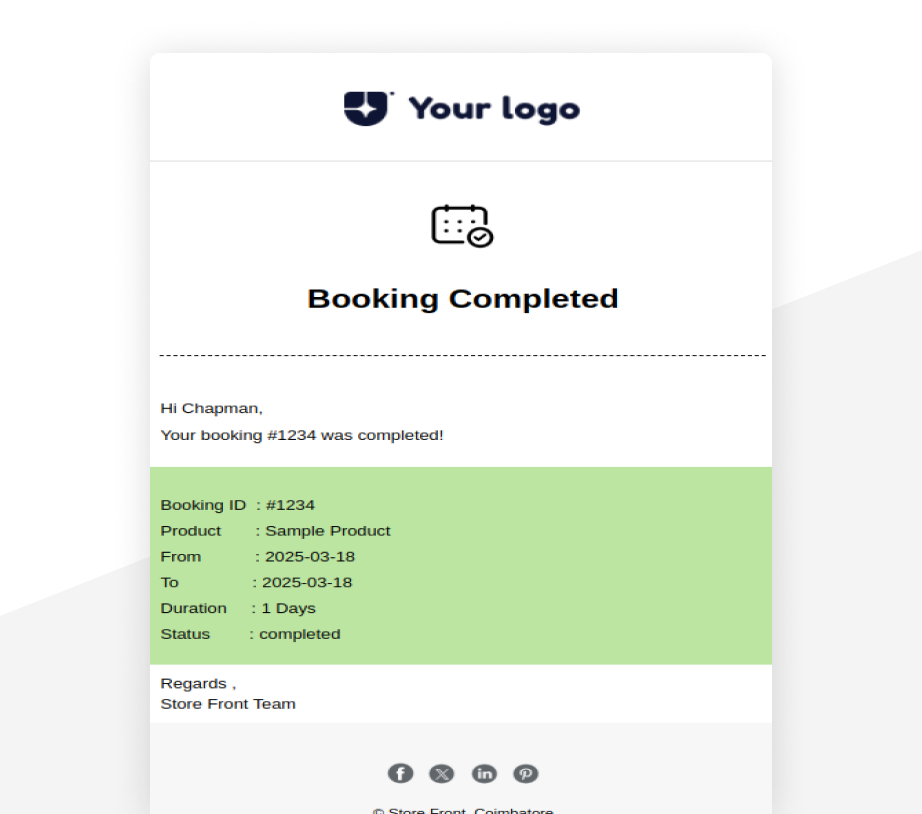 Your logo
Booking Completed
Hi Chapman,
Your booking #1234 was completed!
Booking ID : #1234
Product : Sample Product
From : 2025-03-18
To : 2025-03-18
Duration : 1 Days
Status : completed
Regards ,
Store Front Team
f X in P
© Store Front, Coimbatore